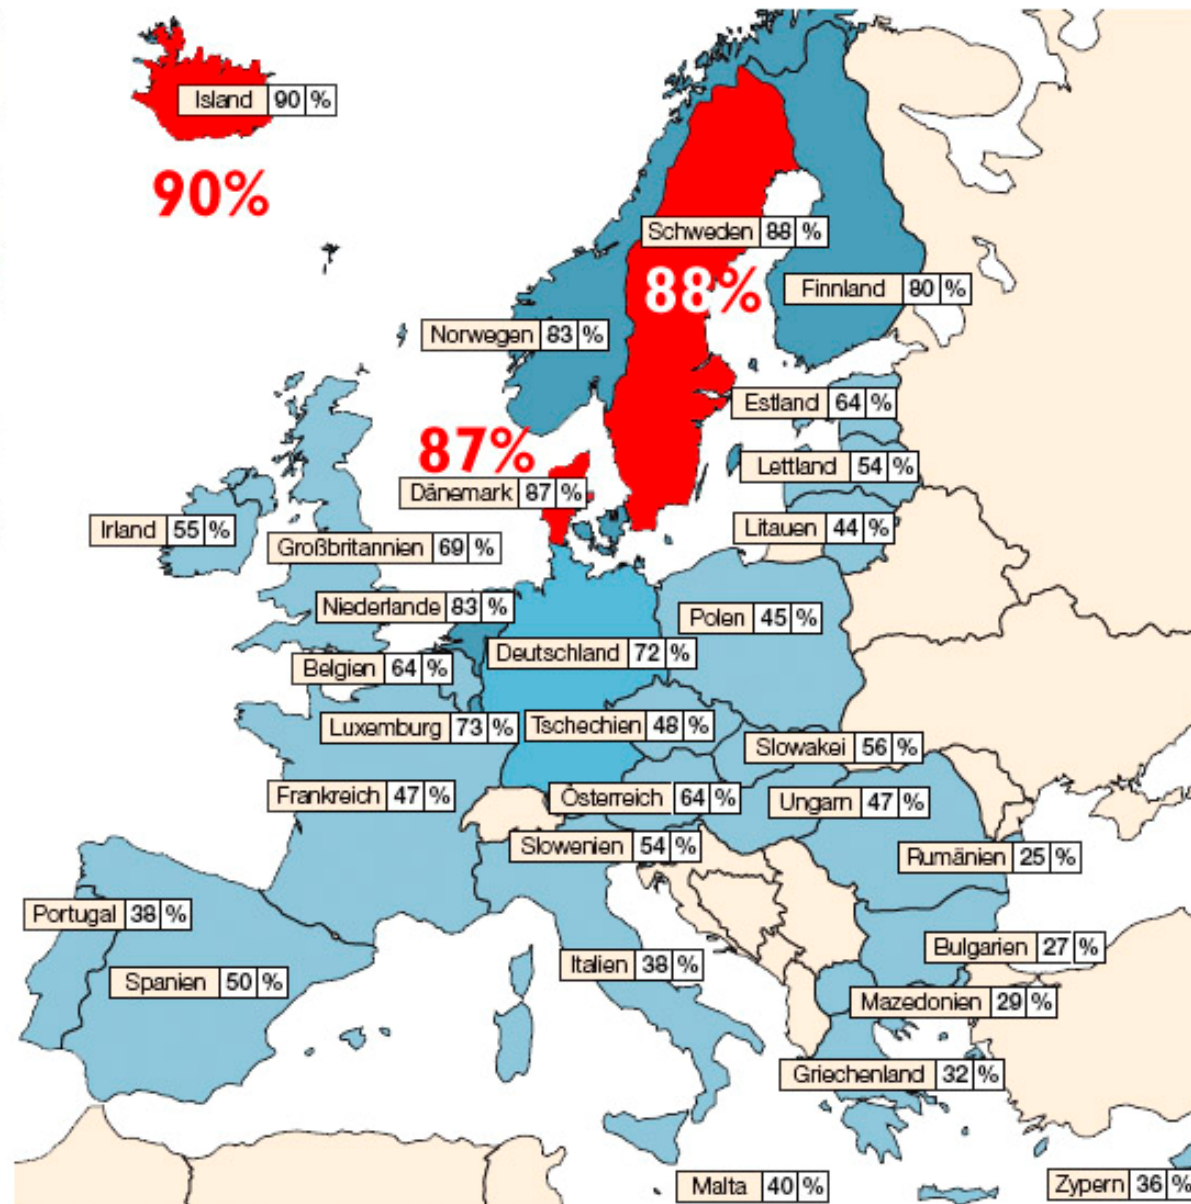 Island 90 %
90%
Schweden 88 %
88%
Finnland 80 %
Norwegen 83 %
Estland 64 %
87%
Lettland 54 %
Dänemark 87 %
Irland 55 %
Litauen 44 %
Großbritannien 69 %
Niederlande 83 %
Polen 45 %
Deutschland 72 %
Belgien 64 %
Luxemburg 73 %
Tschechien 48 %
Slowakei 56 %
Frankreich 47 %
Österreich 64 %
Ungarn 47 %
Slowenien 54 %
Rumänien 25 %
Portugal 38 %
Bulgarien 27 %
Italien 38 %
Spanien 50 %
Mazedonien 29 %
Griechenland 32 %
Malta 40 %
Zypern 36 %